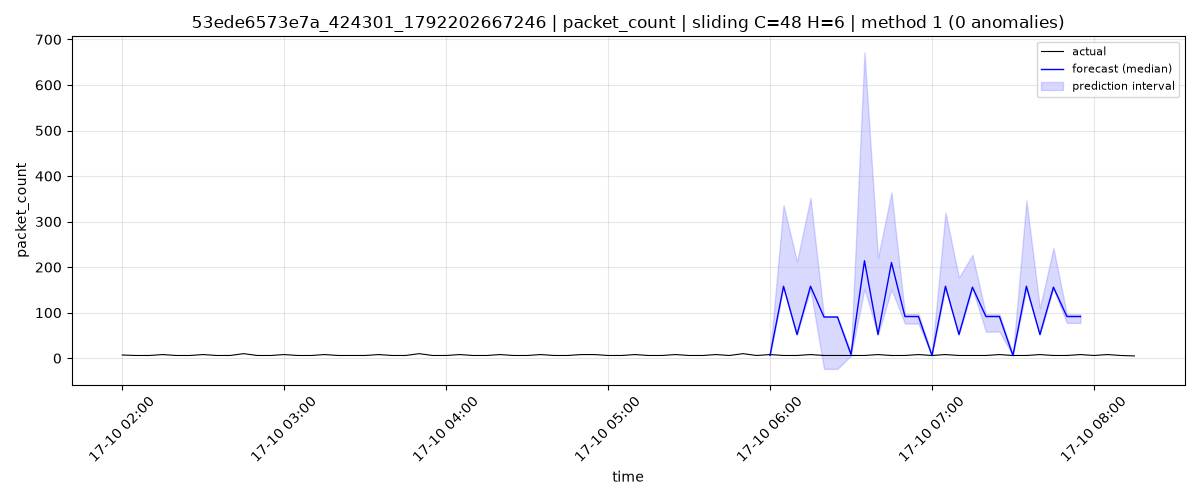 53ede6573e7a_424301_1792202667246 | packet_count | sliding C=48 H=6 | method 1 (0 anomalies)
actual
forecast (median)
prediction interval
700
600
500
400
300
200
100
0
packet_count
17-10 02:00
17-10 03:00
17-10 04:00
17-10 05:00
17-10 06:00
17-10 07:00
17-10 08:00
time